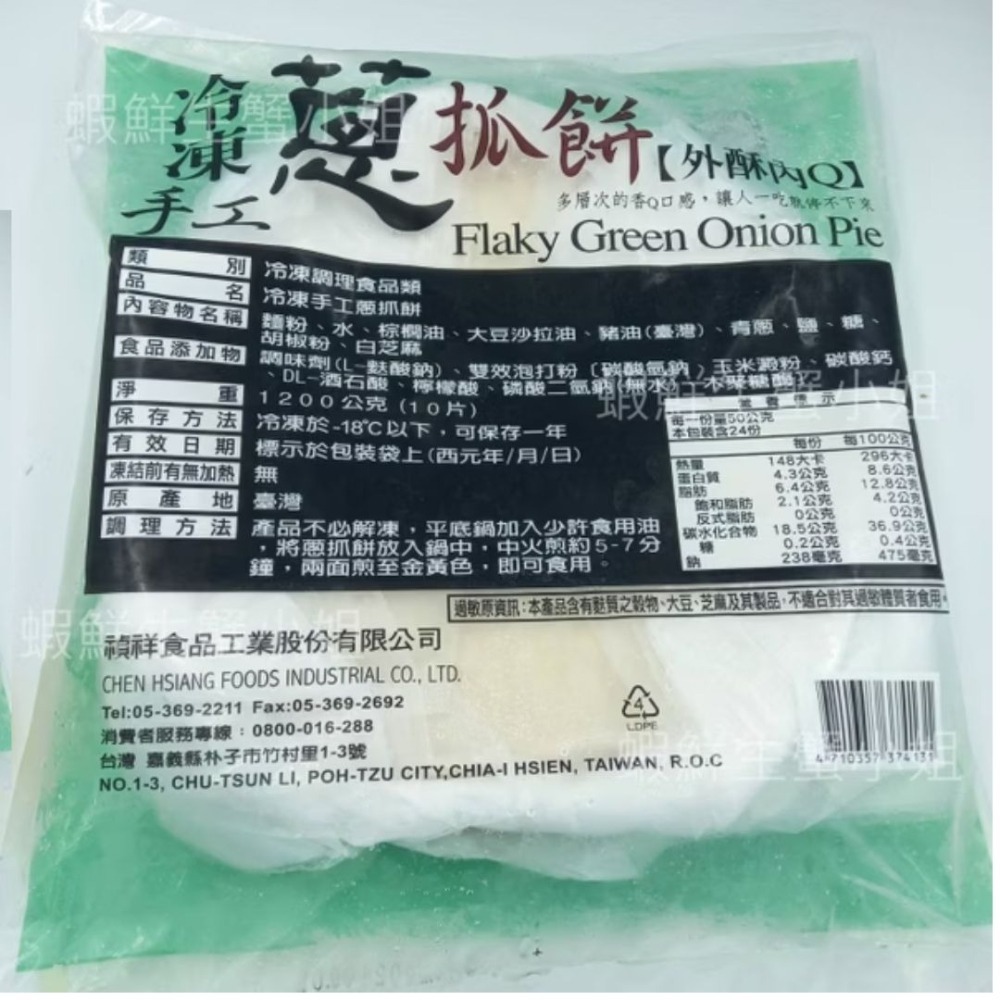 冷凍
手工
蔥抓餅【外酥內Q】
多層次的香Q口感，讓人一吃就停不下來
Flaky Green Onion Pie
類別 冷凍調理食品類
品名 冷凍手工蔥抓餅
內容物名稱 麵粉、水、棕櫚油、大豆沙拉油、豬油(臺灣)、青蔥、鹽、糖、
胡椒粉、白芝麻
食品添加物 調味劑(L-麩酸鈉)、雙效泡打粉〔碳酸氫鈉、玉米澱粉、碳酸鈣
、DL-酒石酸、檸檬酸、磷酸二氫鈉(無水)、木聚糖酶
淨重 1200公克(10片)
保存方法 冷凍於-18℃以下，可保存一年
有效日期 標示於包裝袋上(西元年/月/日)
凍結前有無加熱 無
原產地 臺灣
調理方法 產品不必解凍，平底鍋加入少許食用油
，將蔥抓餅放入鍋中，中火煎約5-7分
鐘，兩面煎至金黃色，即可食用。
營養標示
每一份量50公克
本包裝含24份
每份 每100公克
熱量 148大卡 296大卡
蛋白質 4.3公克 8.6公克
脂肪 6.4公克 12.8公克
飽和脂肪 2.1公克 4.2公克
反式脂肪 0公克 0公克
碳水化合物 18.5公克 36.9公克
糖 0.2公克 0.4公克
鈉 238毫克 475毫克
過敏原資訊：本產品含有麩質之穀物、大豆、芝麻及其製品，不適合對其過敏體質者食用。
禎祥食品工業股份有限公司
CHEN HSIANG FOODS INDUSTRIAL CO., LTD.
Tel:05-369-2211 Fax:05-369-2692
消費者服務專線：0800-016-288
台灣 嘉義縣朴子市竹村里1-3號
NO.1-3, CHU-TSUN LI, POH-TZU CITY,CHIA-I HSIEN, TAIWAN, R.O.C
4
LDPE
4 710357 374131
蝦鮮生蟹小姐
蝦鮮生蟹小姐
蝦鮮生蟹小姐
蝦鮮生蟹小姐